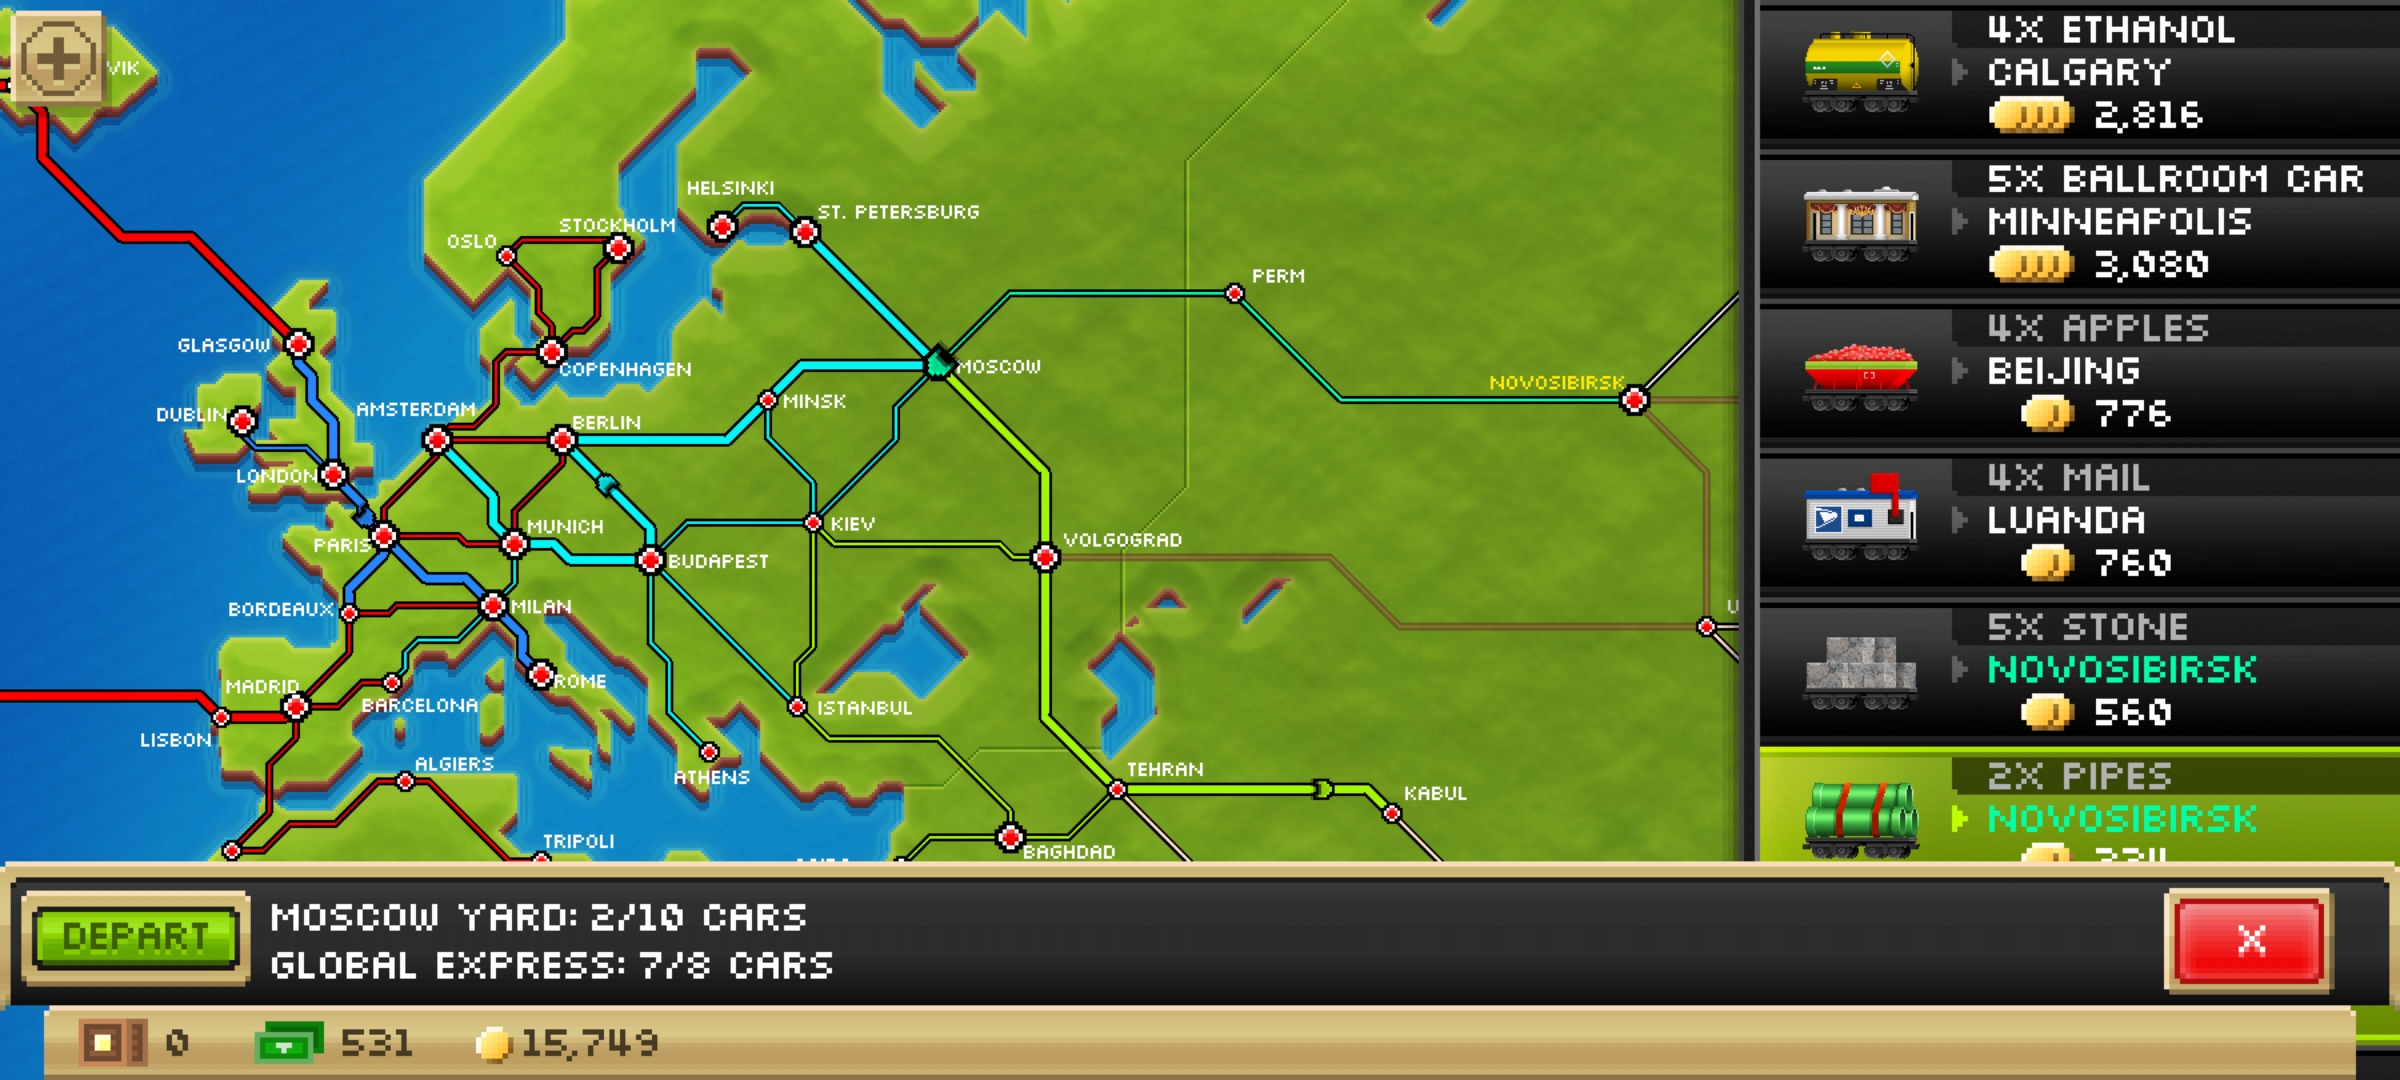 VIK
HELSINKI
ST. PETERSBURG
STOCKHOLM
OSLO
PERM
GLASGOW
COPENHAGEN
MOSCOW
NOVOSIBIRSK
DUBLIN
AMSTERDAM
BERLIN
MINSK
LONDON
PARIS
MUNICH
KIEV
BUDAPEST
VOLGOGRAD
BORDEAUX
MILAN
U
MADRID
ROME
BARCELONA
ISTANBUL
LISBON
ALGIERS
ATHENS
TEHRAN
KABUL
TRIPOLI
BAGHDAD
4X ETHANOL
CALGARY
2,816
5X BALLROOM CAR
MINNEAPOLIS
3,080
4X APPLES
BEIJING
776
4X MAIL
LUANDA
760
5X STONE
NOVOSIBIRSK
560
2X PIPES
NOVOSIBIRSK
DEPART
MOSCOW YARD: 2/10 CARS
GLOBAL EXPRESS: 7/8 CARS
X
0
531
15,749